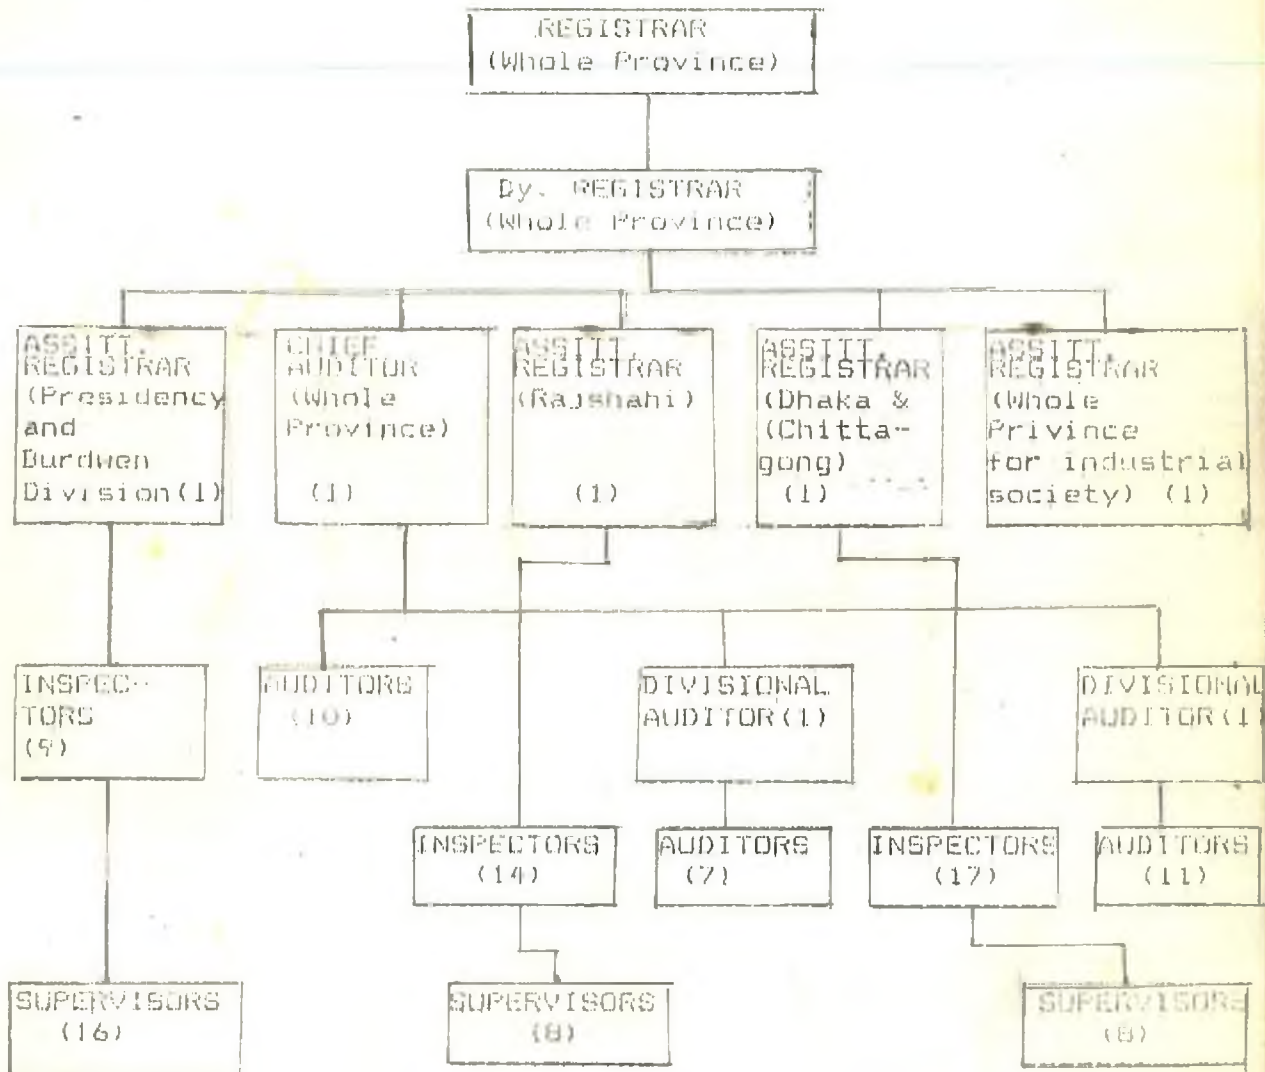 REGISTRAR
(Whole Province)
Dy. REGISTRAR
(Whole Province)
ASSITT.
REGISTRAR
(Presidency
and
Burdwen
Division(1)
CHIEF
AUDITOR
(Whole
Province)
(1)
ASSITT.
REGISTRAR
(Rajshahi)
(1)
ASSITT.
REGISTRAR
(Dhaka &
(Chitta-
gong)
(1)
ASSITT.
REGISTRAR
(Whole
Privince
for industrial
society) (1)
INSPEC-
TORS
(9)
AUDITORS
(10)
DIVISIONAL
AUDITOR(1)
DIVISIONAL
AUDITOR(1)
INSPECTORS
(14)
AUDITORS
(7)
INSPECTORS
(17)
AUDITORS
(11)
SUPERVISORS
(16)
SUPERVISORS
(8)
SUPERVISORS
(8)